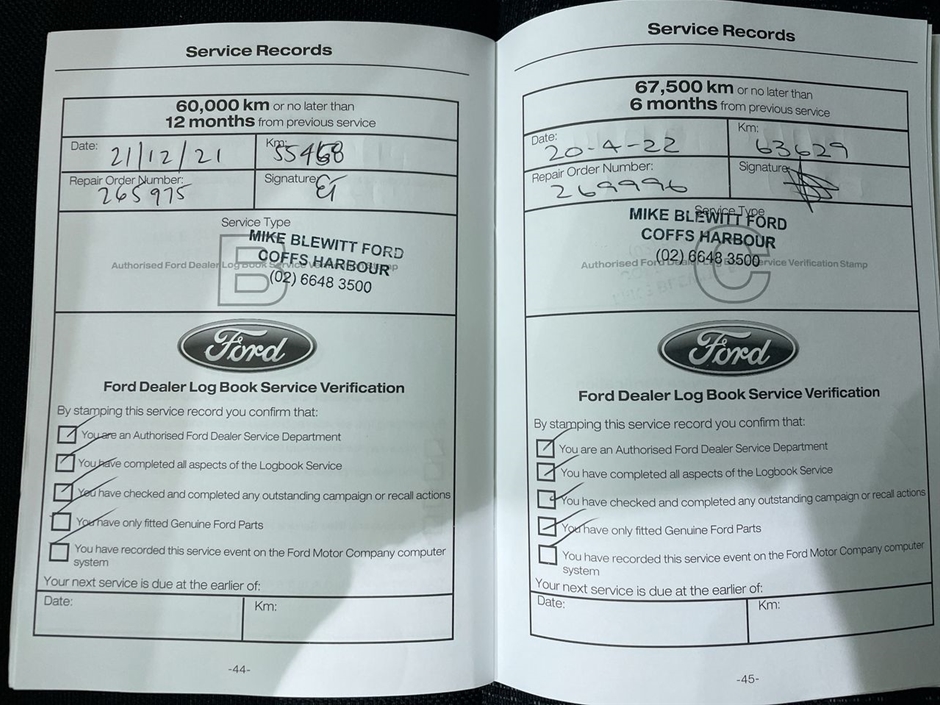 Service Records
60,000 km or no later than
12 months from previous service
Date: 21/12/21
Km: 55468
Repair Order Number: 265975
Signature
Service Type
MIKE BLEWITT FORD
COFFS HARBOUR
(02) 6648 3500
B
Authorised Ford Dealer Log Book Service
Ford
Ford Dealer Log Book Service Verification
By stamping this service record you confirm that:
You are an Authorised Ford Dealer Service Department
You have completed all aspects of the Logbook Service
You have checked and completed any outstanding campaign or recall actions
You have only fitted Genuine Ford Parts
You have recorded this service event on the Ford Motor Company computer
system
Your next service is due at the earlier of:
Date:
Km:
-44-
Service Records
67,500 km or no later than
6 months from previous service
Date: 20-4-22
Km: 63629
Repair Order Number: 269996
Signature
Service Type
MIKE BLEWITT FORD
COFFS HARBOUR
(02) 6648 3500
C
Authorised Ford Dealer Service Verification Stamp
Ford
Ford Dealer Log Book Service Verification
By stamping this service record you confirm that:
You are an Authorised Ford Dealer Service Department
You have completed all aspects of the Logbook Service
You have checked and completed any outstanding campaign or recall actions
You have only fitted Genuine Ford Parts
You have recorded this service event on the Ford Motor Company computer
system
Your next service is due at the earlier of:
Date:
Km:
-45-